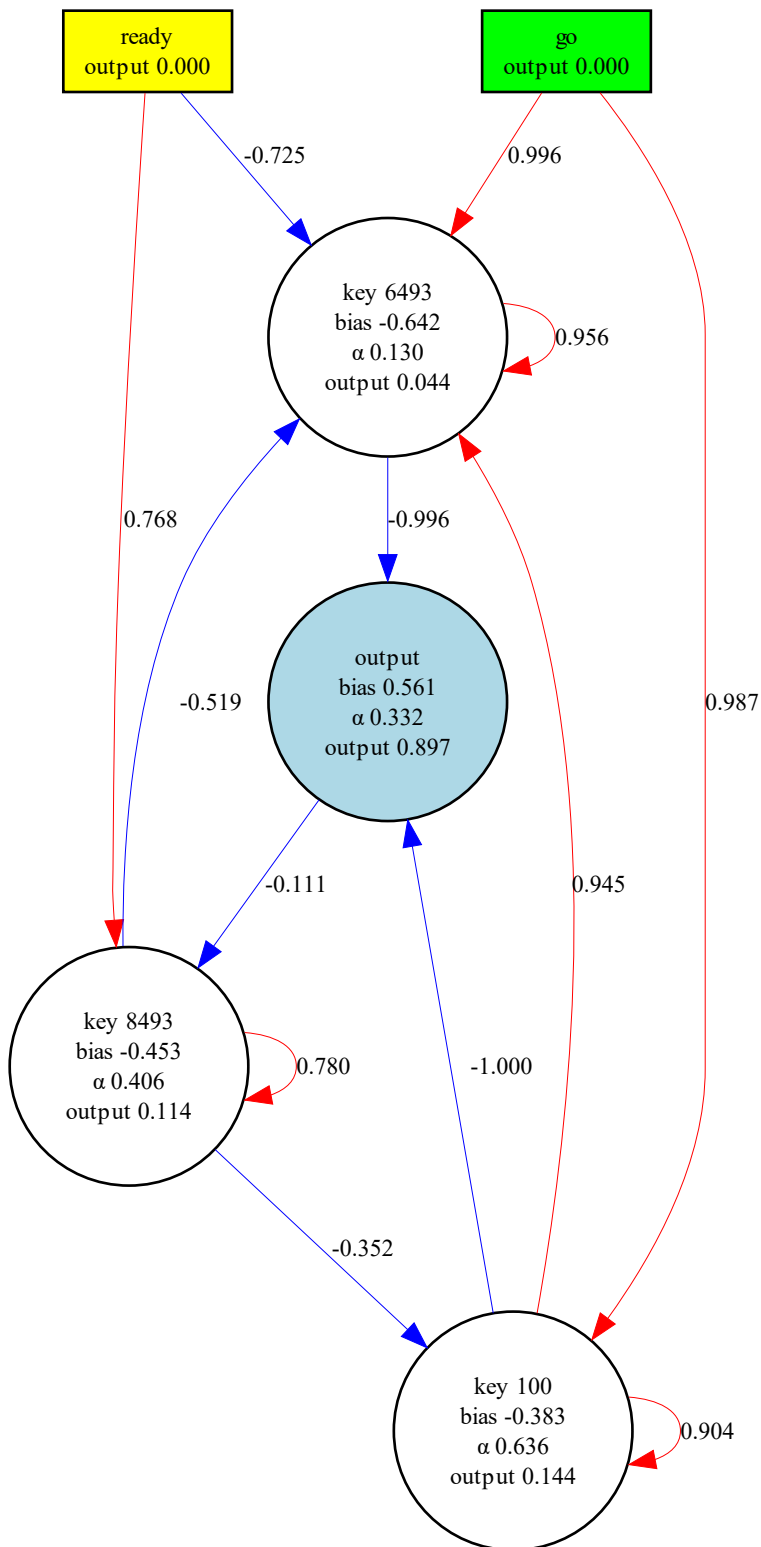 ready
output 0.000
go
output 0.000
-0.725
0.996
key 6493
bias -0.642
α 0.130
output 0.044
0.956
0.768
-0.996
-0.519
output
bias 0.561
α 0.332
output 0.897
0.987
-0.111
0.945
key 8493
bias -0.453
α 0.406
output 0.114
0.780
-1.000
-0.352
key 100
bias -0.383
α 0.636
output 0.144
0.904